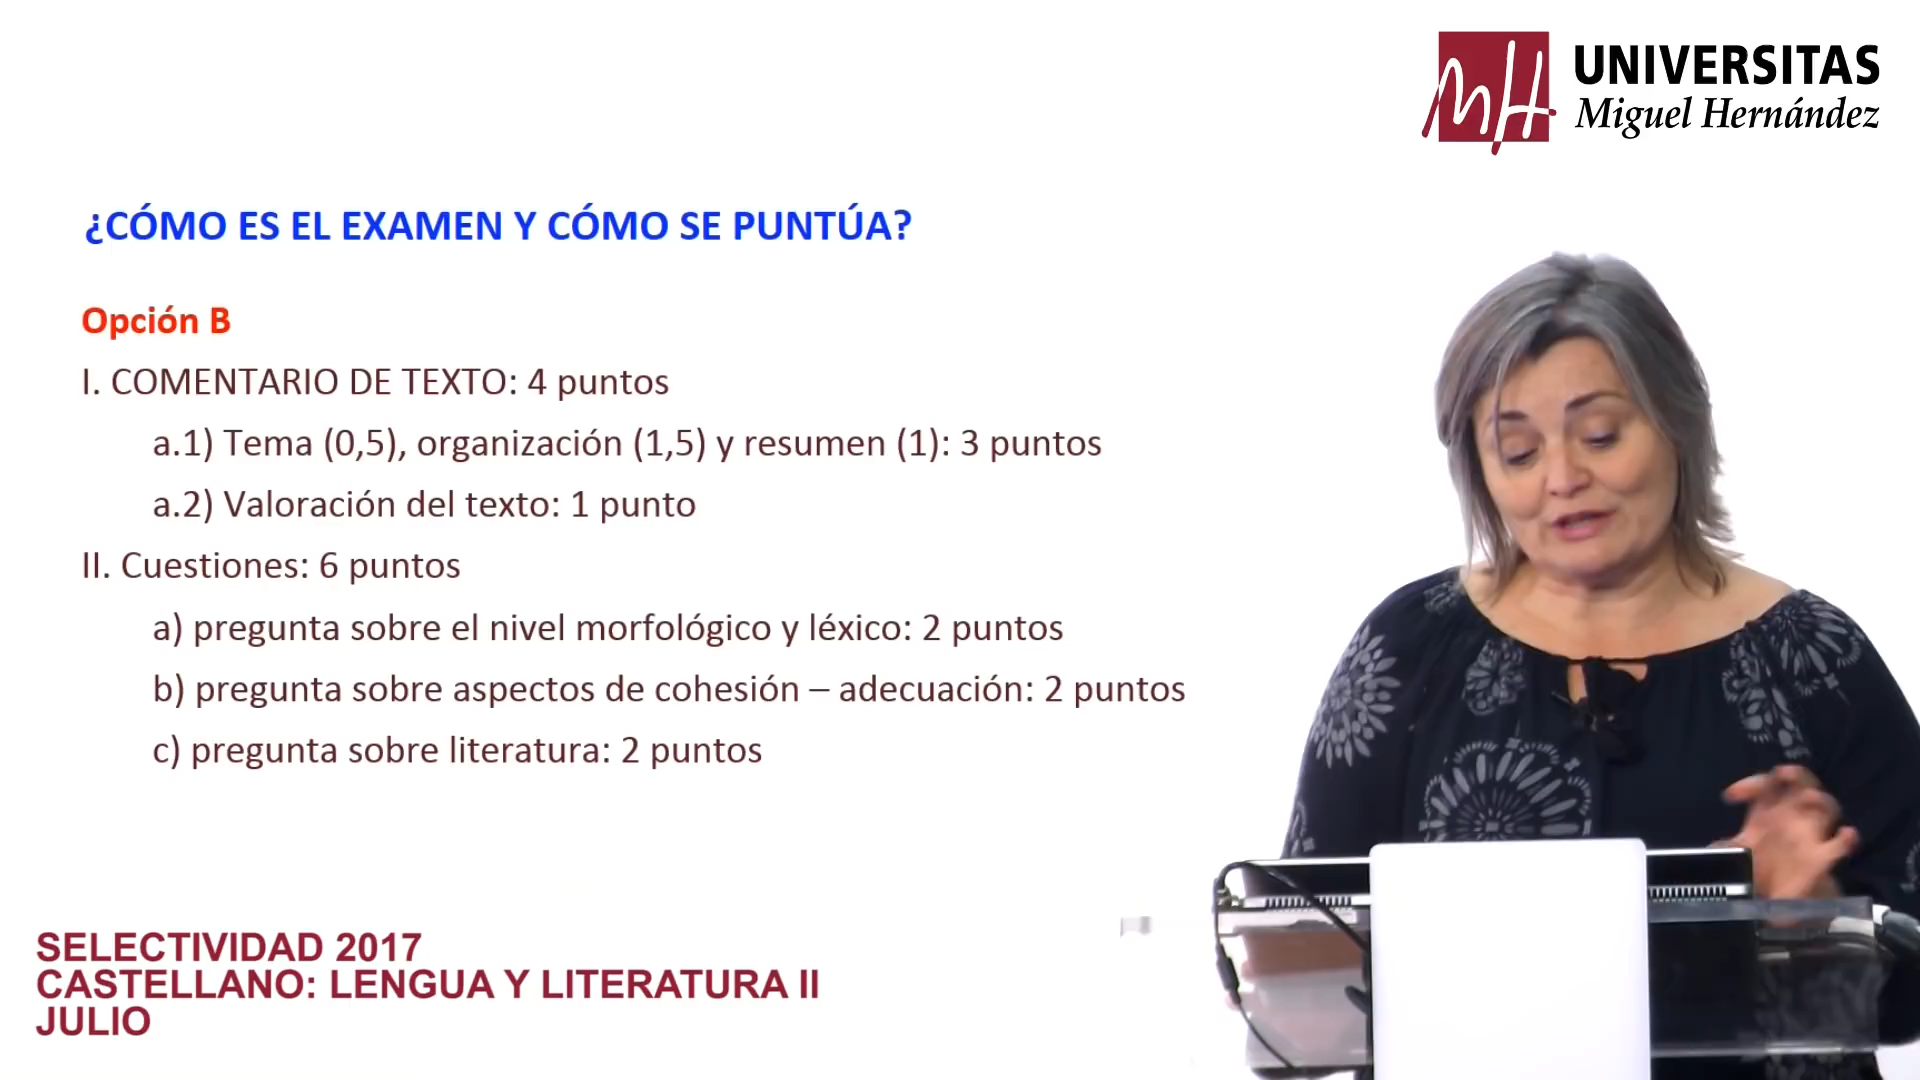 MH UNIVERSITAS
Miguel Hernández
¿CÓMO ES EL EXAMEN Y CÓMO SE PUNTÚA?
Opción B
I. COMENTARIO DE TEXTO: 4 puntos
a.1) Tema (0,5), organización (1,5) y resumen (1): 3 puntos
a.2) Valoración del texto: 1 punto
II. Cuestiones: 6 puntos
a) pregunta sobre el nivel morfológico y léxico: 2 puntos
b) pregunta sobre aspectos de cohesión – adecuación: 2 puntos
c) pregunta sobre literatura: 2 puntos
SELECTIVIDAD 2017
CASTELLANO: LENGUA Y LITERATURA II
JULIO